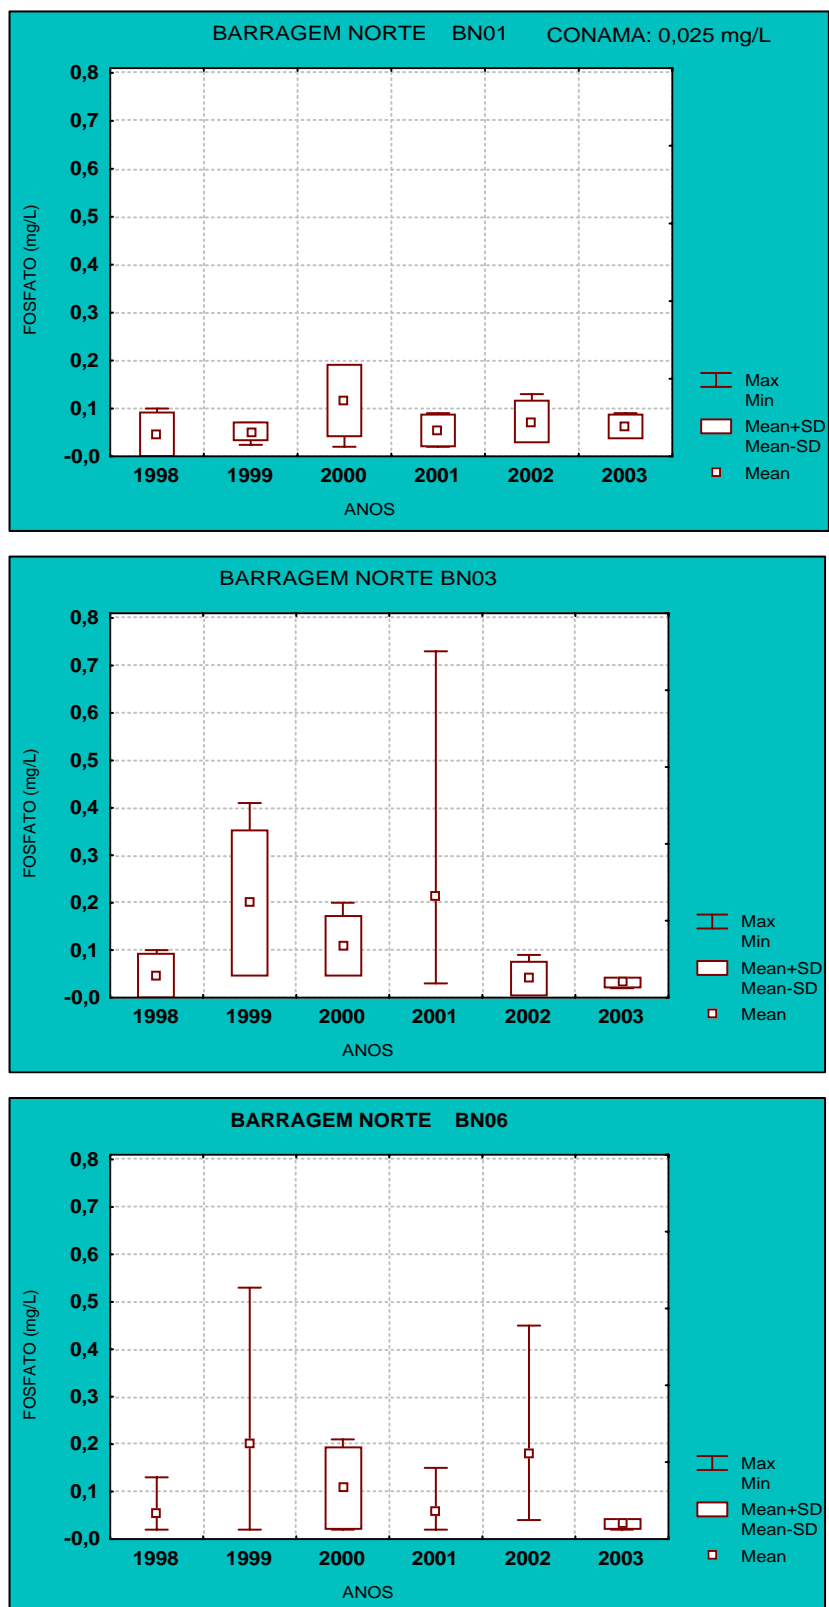 BARRAGEM NORTE BN01 CONAMA: 0,025 mg/L
0,8
0,7
0,6
0,5
0,4
0,3
0,2
0,1
-0,0
FOSFATO (mg/L)
1998 1999 2000 2001 2002 2003
ANOS
Max
Min
Mean+SD
Mean-SD
Mean
BARRAGEM NORTE BN03
0,8
0,7
0,6
0,5
0,4
0,3
0,2
0,1
-0,0
FOSFATO (mg/L)
1998 1999 2000 2001 2002 2003
ANOS
Max
Min
Mean+SD
Mean-SD
Mean
BARRAGEM NORTE BN06
0,8
0,7
0,6
0,5
0,4
0,3
0,2
0,1
-0,0
FOSFATO (mg/L)
1998 1999 2000 2001 2002 2003
ANOS
Max
Min
Mean+SD
Mean-SD
Mean